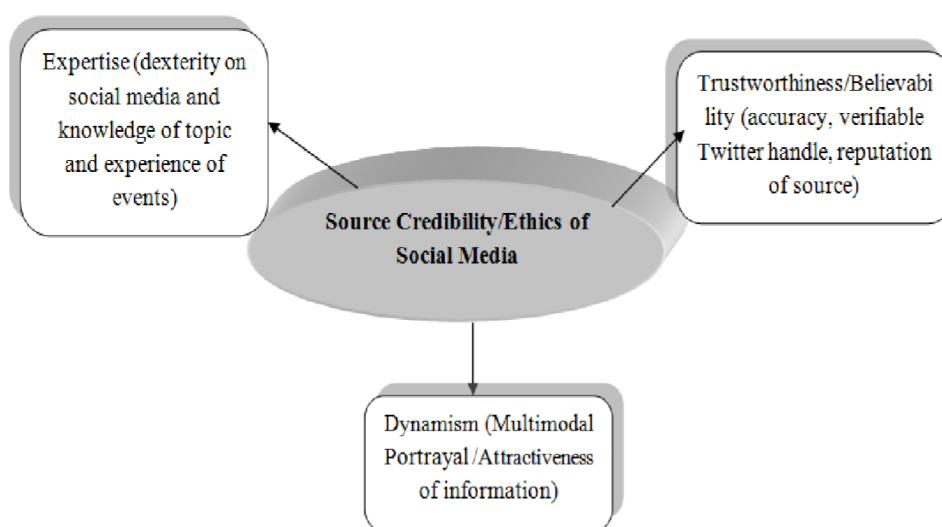 Expertise (dexterity on
social media and
knowledge of topic
and experience of
events)
Trustworthiness/Believabi
lity (accuracy, verifiable
Twitter handle, reputation
of source)
Source Credibility/Ethics of
Social Media
Dynamism (Multimodal
Portrayal /Attractiveness
of information)